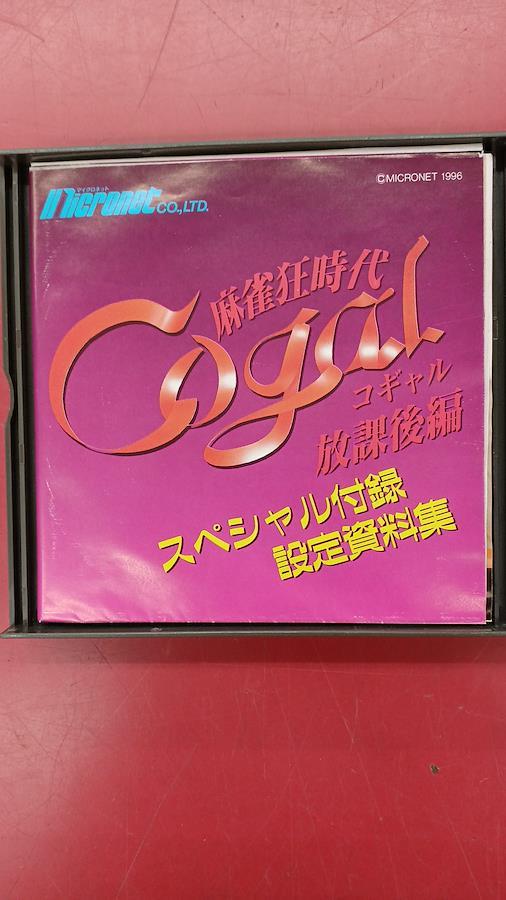 マイクロネット
Micronet CO.,LTD.
©MICRONET 1996
麻雀狂時代
Cogal
コギャル
放課後編
スペシャル付録
設定資料集